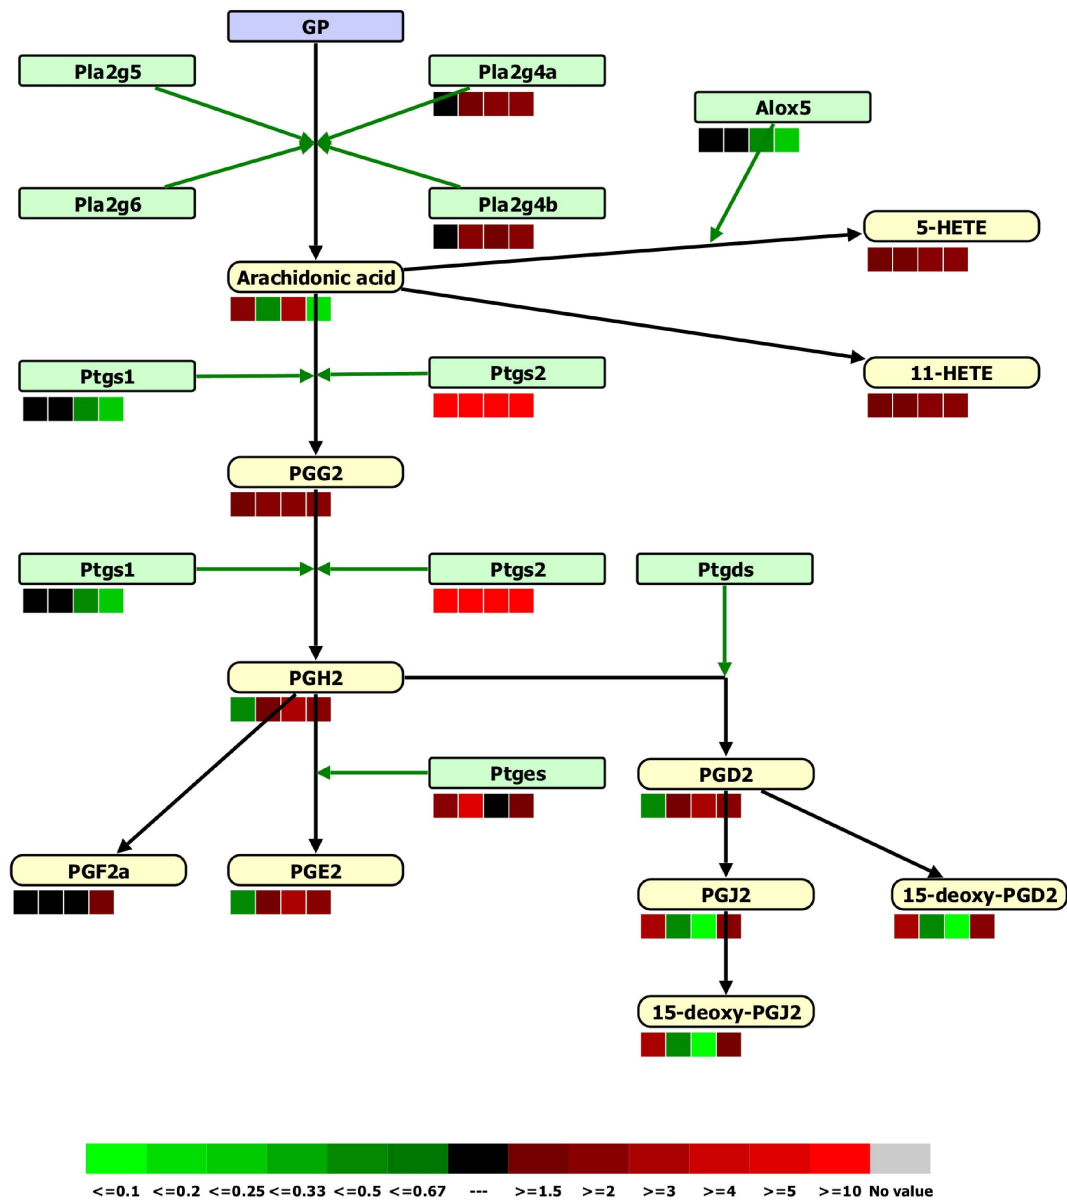 GP
Pla2g5
Pla2g4a
Alox5
Pla2g6
Pla2g4b
5-HETE
Arachidonic acid
Ptgs1
Ptgs2
11-HETE
PGG2
Ptgs1
Ptgs2
Ptgds
PGH2
Ptges
PGD2
PGF2a
PGE2
PGJ2
15-deoxy-PGD2
15-deoxy-PGJ2
<=0.1 <=0.2 <=0.25 <=0.33 <=0.5 <=0.67 --- >=1.5 >=2 >=3 >=4 >=5 >=10 No value